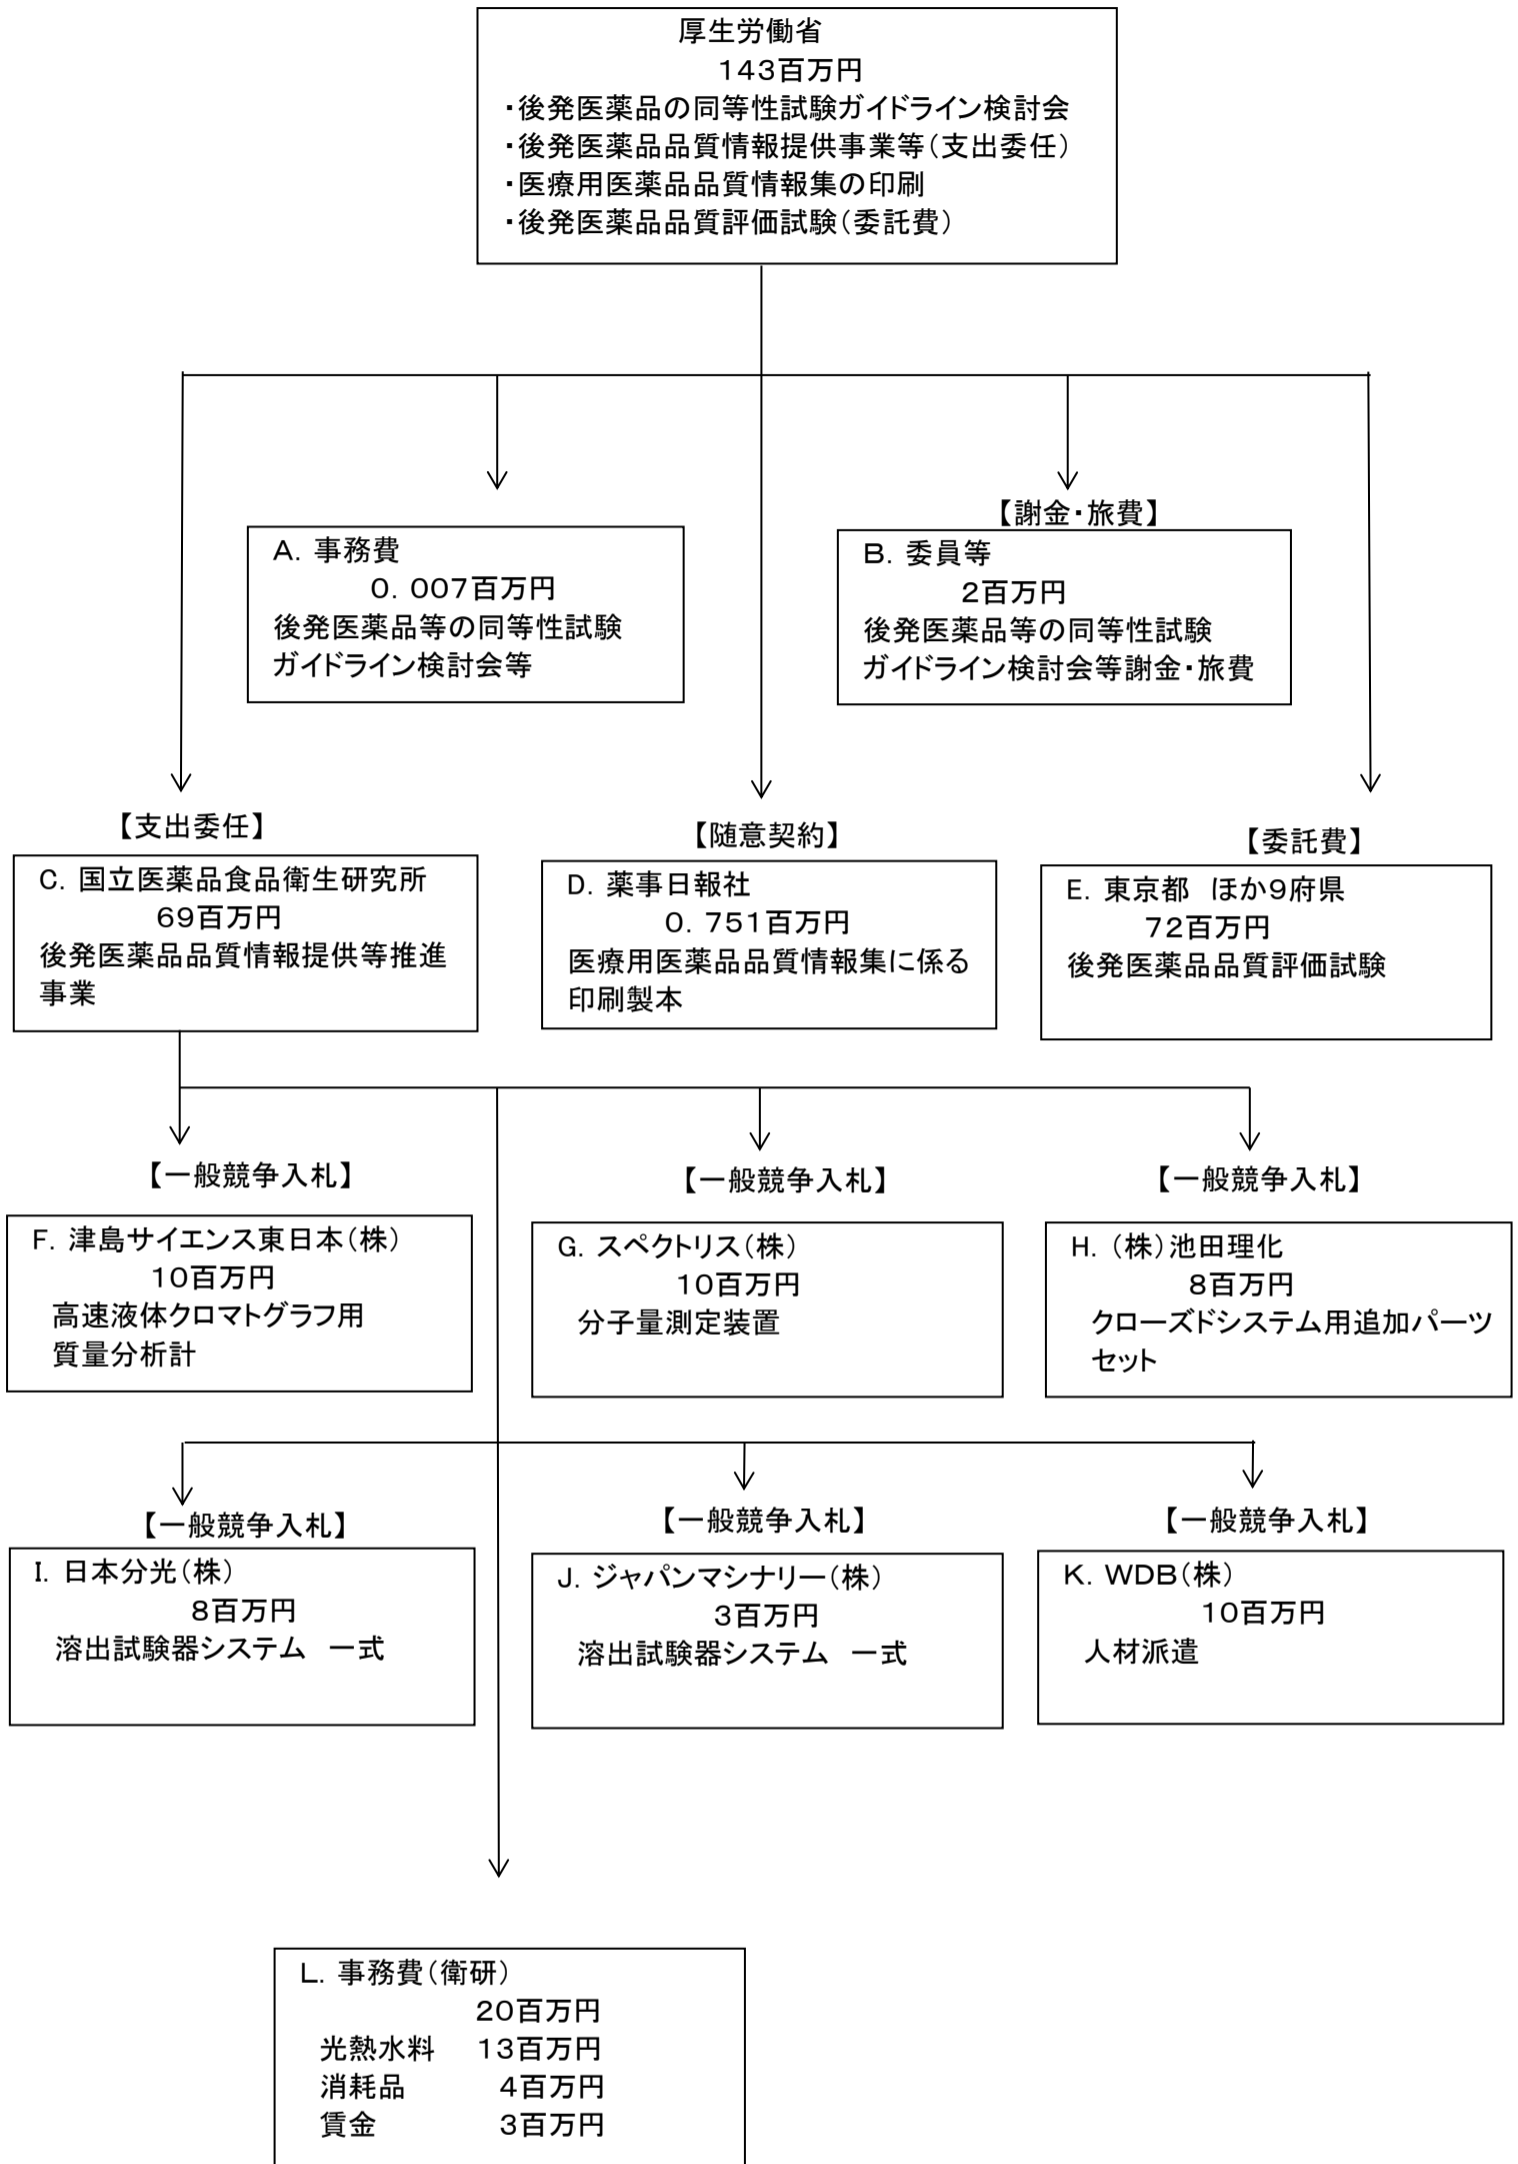 厚生労働省
143百万円
・後発医薬品の同等性試験ガイドライン検討会
・後発医薬品品質情報提供事業等(支出委任)
・医療用医薬品品質情報集の印刷
・後発医薬品品質評価試験(委託費)
A. 事務費
0.007百万円
後発医薬品等の同等性試験
ガイドライン検討会等
【謝金・旅費】
B. 委員等
2百万円
後発医薬品等の同等性試験
ガイドライン検討会等謝金・旅費
【支出委任】
C. 国立医薬品食品衛生研究所
69百万円
後発医薬品品質情報提供等推進
事業
【随意契約】
D. 薬事日報社
0.751百万円
医療用医薬品品質情報集に係る
印刷製本
【委託費】
E. 東京都 ほか9府県
72百万円
後発医薬品品質評価試験
【一般競争入札】
F. 津島サイエンス東日本(株)
10百万円
高速液体クロマトグラフ用
質量分析計
【一般競争入札】
G. スペクトリス(株)
10百万円
分子量測定装置
【一般競争入札】
H. (株)池田理化
8百万円
クローズドシステム用追加パーツ
セット
【一般競争入札】
I. 日本分光(株)
8百万円
溶出試験器システム 一式
【一般競争入札】
J. ジャパンマシナリー(株)
3百万円
溶出試験器システム 一式
【一般競争入札】
K. WDB(株)
10百万円
人材派遣
L. 事務費(衛研)
20百万円
光熱水料 13百万円
消耗品 4百万円
賃金 3百万円